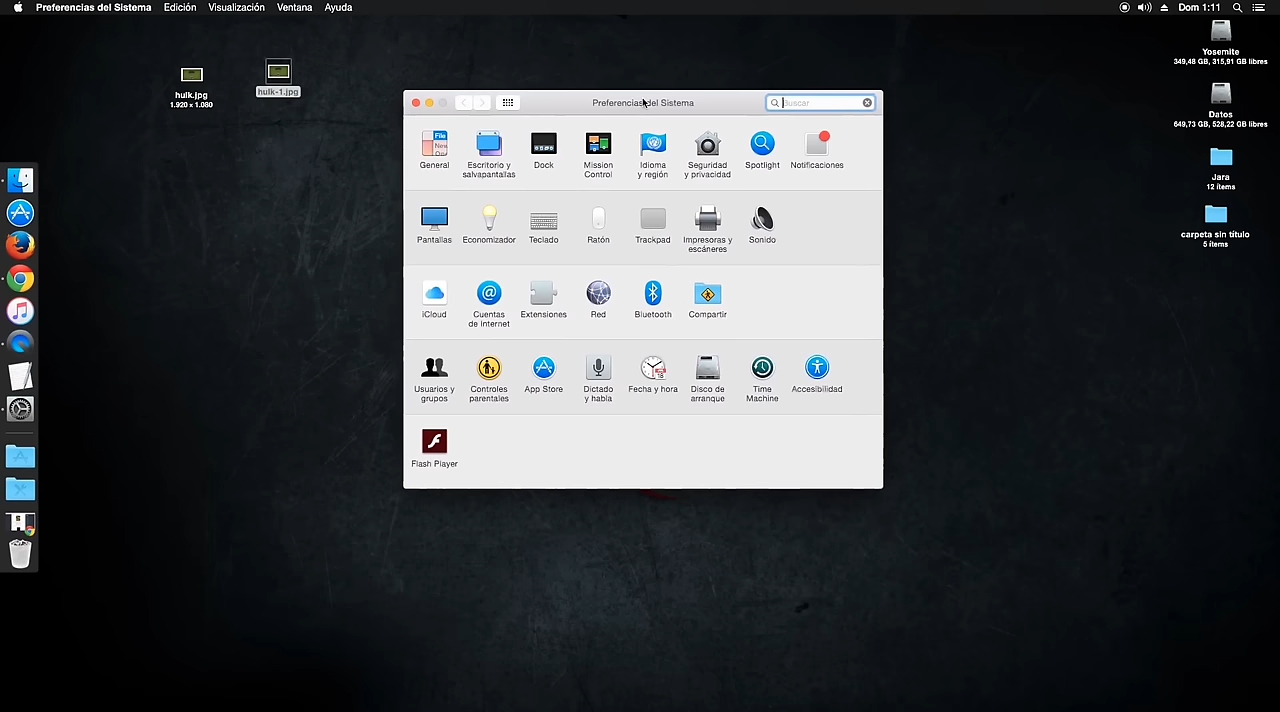 Preferencias del Sistema Edición Visualización Ventana Ayuda
Dom 1:11
hulk.jpg
1.920 x 1.080
hulk-1.jpg
Yosemite
349,48 GB, 315,91 GB libres
Datos
649,73 GB, 528,22 GB libres
Jara
12 ítems
carpeta sin título
5 ítems
Preferencias del Sistema
Buscar
File
New
General
Escritorio y
salvapantallas
Dock
Mission
Control
Idioma
y región
Seguridad
y privacidad
Spotlight
Notificaciones
Pantallas
Economizador
Teclado
Ratón
Trackpad
Impresoras y
escáneres
Sonido
iCloud
Cuentas
de Internet
Extensiones
Red
Bluetooth
Compartir
Usuarios y
grupos
Controles
parentales
App Store
Dictado
y habla
18
Fecha y hora
Disco de
arranque
Time
Machine
Accesibilidad
Flash Player